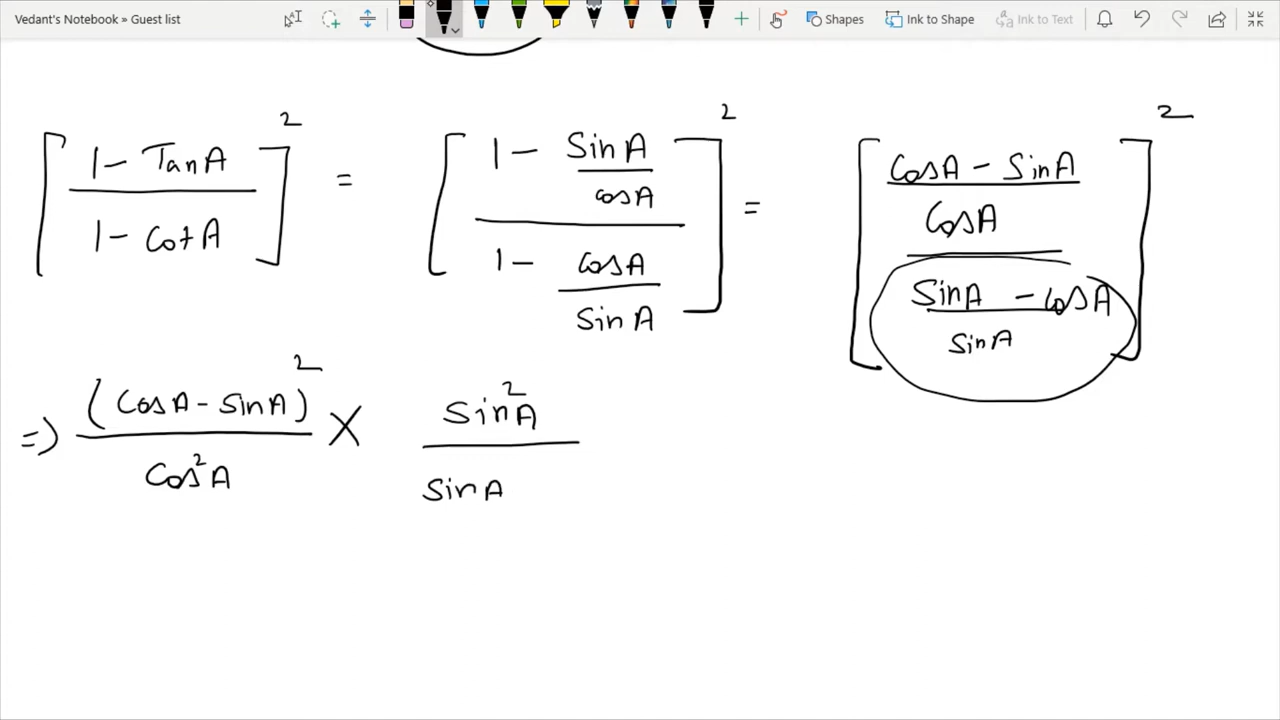 Vedant's Notebook » Guest list
Shapes Ink to Shape Ink to Text
[ (1 - TanA) / (1 - CotA) ]² = [ (1 - SinA/cosA) / (1 - cosA/SinA) ]² = [ ((CosA - SinA)/CosA) / ((SinA - cosA)/sinA) ]²
=> (CosA - SinA)² / Cos²A × Sin²A / SinA